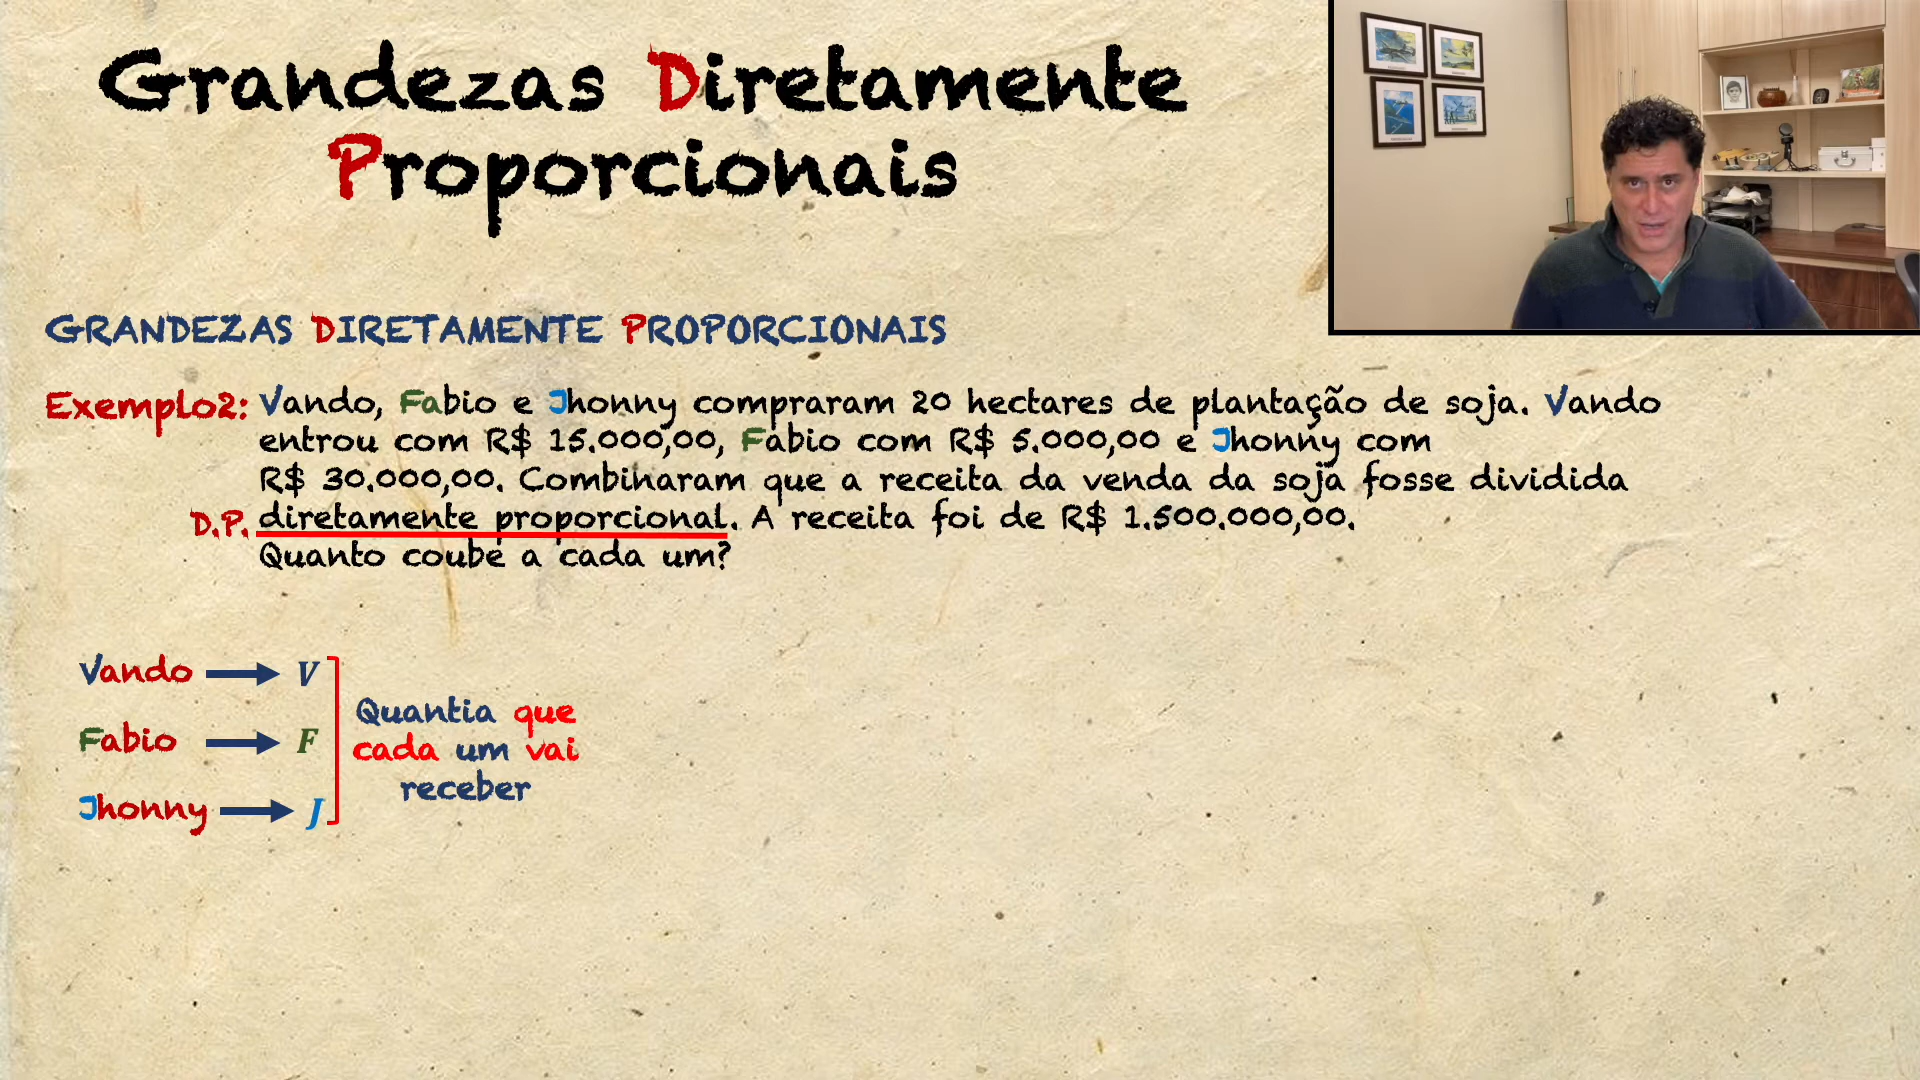 Grandezas Diretamente
Proporcionais
GRANDEZAS DIRETAMENTE PROPORCIONAIS
Exemplo2: Vando, Fabio e Jhonny compraram 20 hectares de plantação de soja. Vando
entrou com R$ 15.000,00, Fabio com R$ 5.000,00 e Jhonny com
R$ 30.000,00. Combinaram que a receita da venda da soja fosse dividida
D.P. diretamente proporcional. A receita foi de R$ 1.500.000,00.
Quanto coube a cada um?
Vando V
Fabio F
Jhonny J
Quantia que
cada um vai
receber